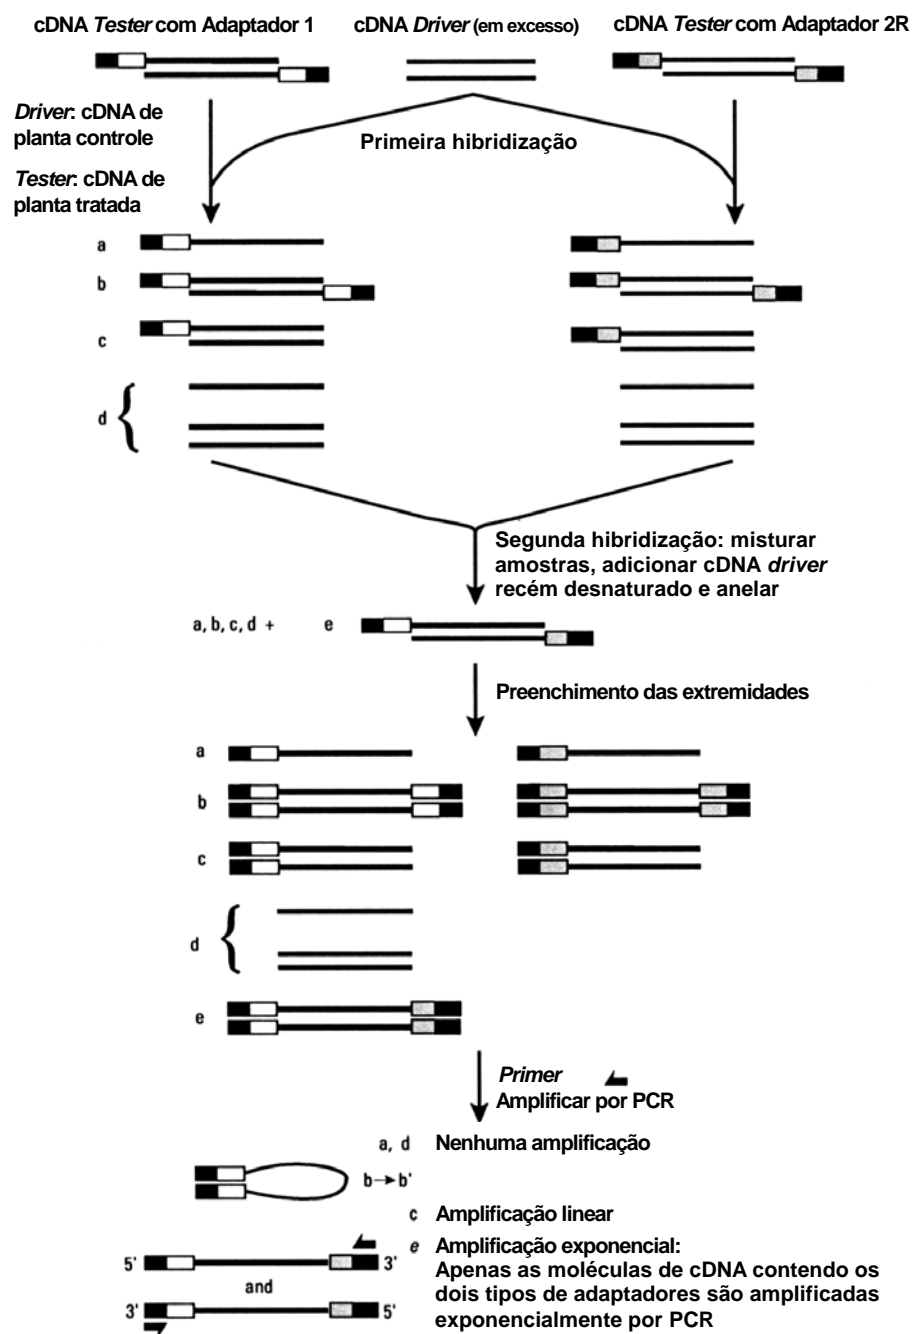 cDNA Tester com Adaptador 1
cDNA Driver (em excesso)
cDNA Tester com Adaptador 2R
Driver: cDNA de
planta controle
Primeira hibridização
Tester: cDNA de
planta tratada
a
b
c
d {
Segunda hibridização: misturar
amostras, adicionar cDNA driver
recém desnaturado e anelar
a, b, c, d + e
Preenchimento das extremidades
a
b
c
d {
e
Primer
Amplificar por PCR
a, d Nenhuma amplificação
b→b'
c Amplificação linear
e Amplificação exponencial:
Apenas as moléculas de cDNA contendo os
dois tipos de adaptadores são amplificadas
exponencialmente por PCR
5' 3'
and
3' 5'